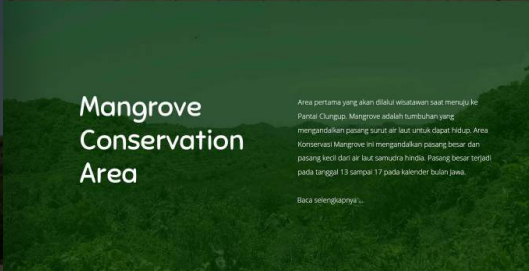 Mangrove
Conservation
Area
Area pertama yang akan dilalui wisatawan saat menuju ke
Pantai Clungup. Mangrove adalah tumbuhan yang
mengandalkan pasang surut air laut untuk dapat hidup. Area
Konservasi Mangrove ini mengandalkan pasang besar dan
pasang kecil dari air laut samudra hindia. Pasang besar terjadi
pada tanggal 13 sampai 17 pada kalender bulan Jawa.
Baca selengkapnya ...